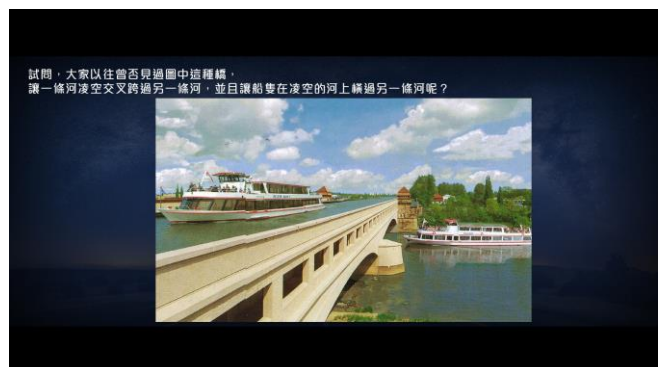 試問，大家以往曾否見過圖中這種橋，
讓一條河凌空交叉跨過另一條河，並且讓船隻在凌空的河上橫過另一條河呢？